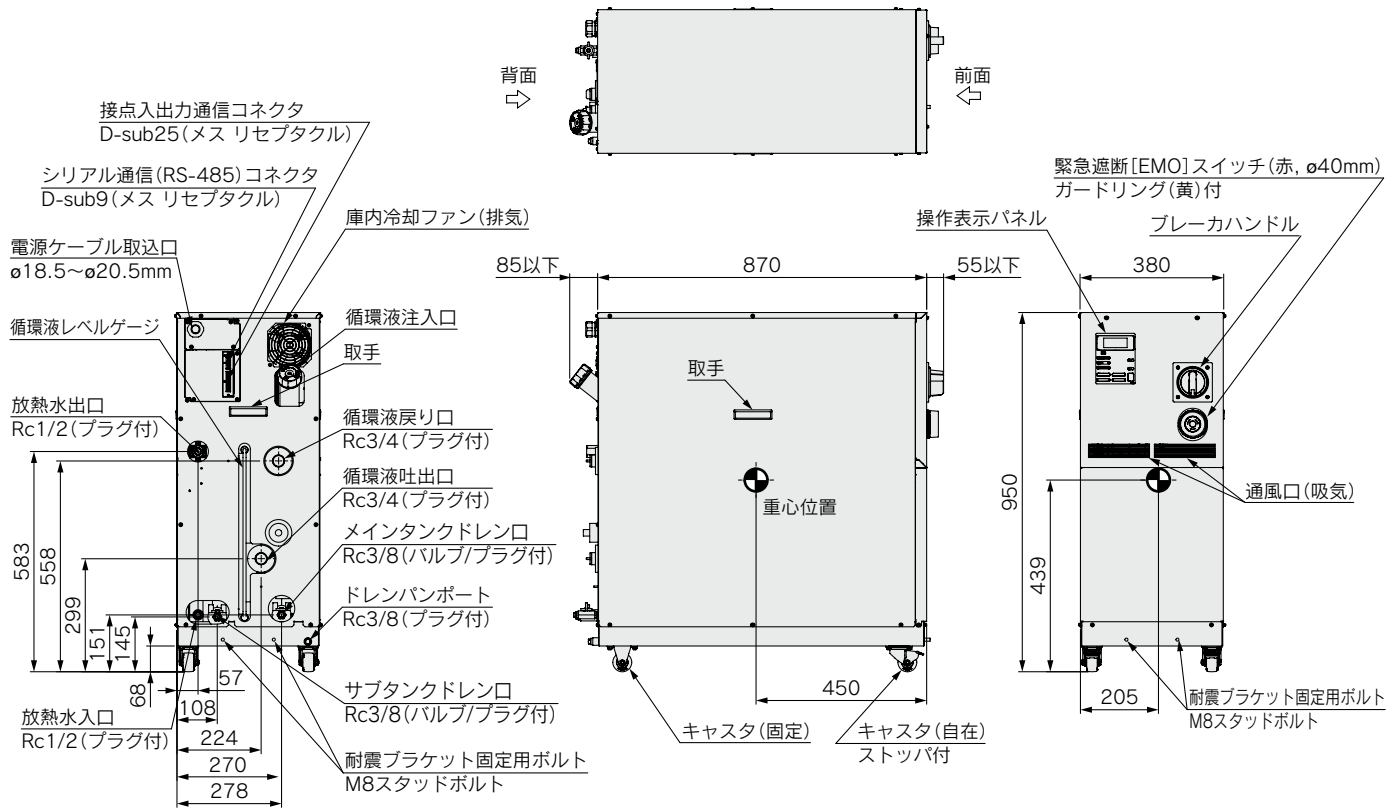 背面
前面
接点入出力通信コネクタ
D-sub25(メス リセプタクル)
シリアル通信(RS-485)コネクタ
D-sub9(メス リセプタクル)
電源ケーブル取込口
ø18.5~ø20.5mm
庫内冷却ファン(排気)
循環液レベルゲージ
循環液注入口
取手
放熱水出口
Rc1/2(プラグ付)
循環液戻り口
Rc3/4(プラグ付)
循環液吐出口
Rc3/4(プラグ付)
メインタンクドレン口
Rc3/8(バルブ/プラグ付)
ドレンパンポート
Rc3/8(プラグ付)
サブタンクドレン口
Rc3/8(バルブ/プラグ付)
放熱水入口
Rc1/2(プラグ付)
耐震ブラケット固定用ボルト
M8スタッドボルト
583
558
299
151
145
68
57
108
224
270
278
85以下
870
55以下
取手
重心位置
450
キャスタ(固定)
キャスタ(自在)
ストッパ付
緊急遮断[EMO]スイッチ(赤, ø40mm)
ガードリング(黄)付
操作表示パネル
ブレーカハンドル
380
950
439
通風口(吸気)
205
耐震ブラケット固定用ボルト
M8スタッドボルト